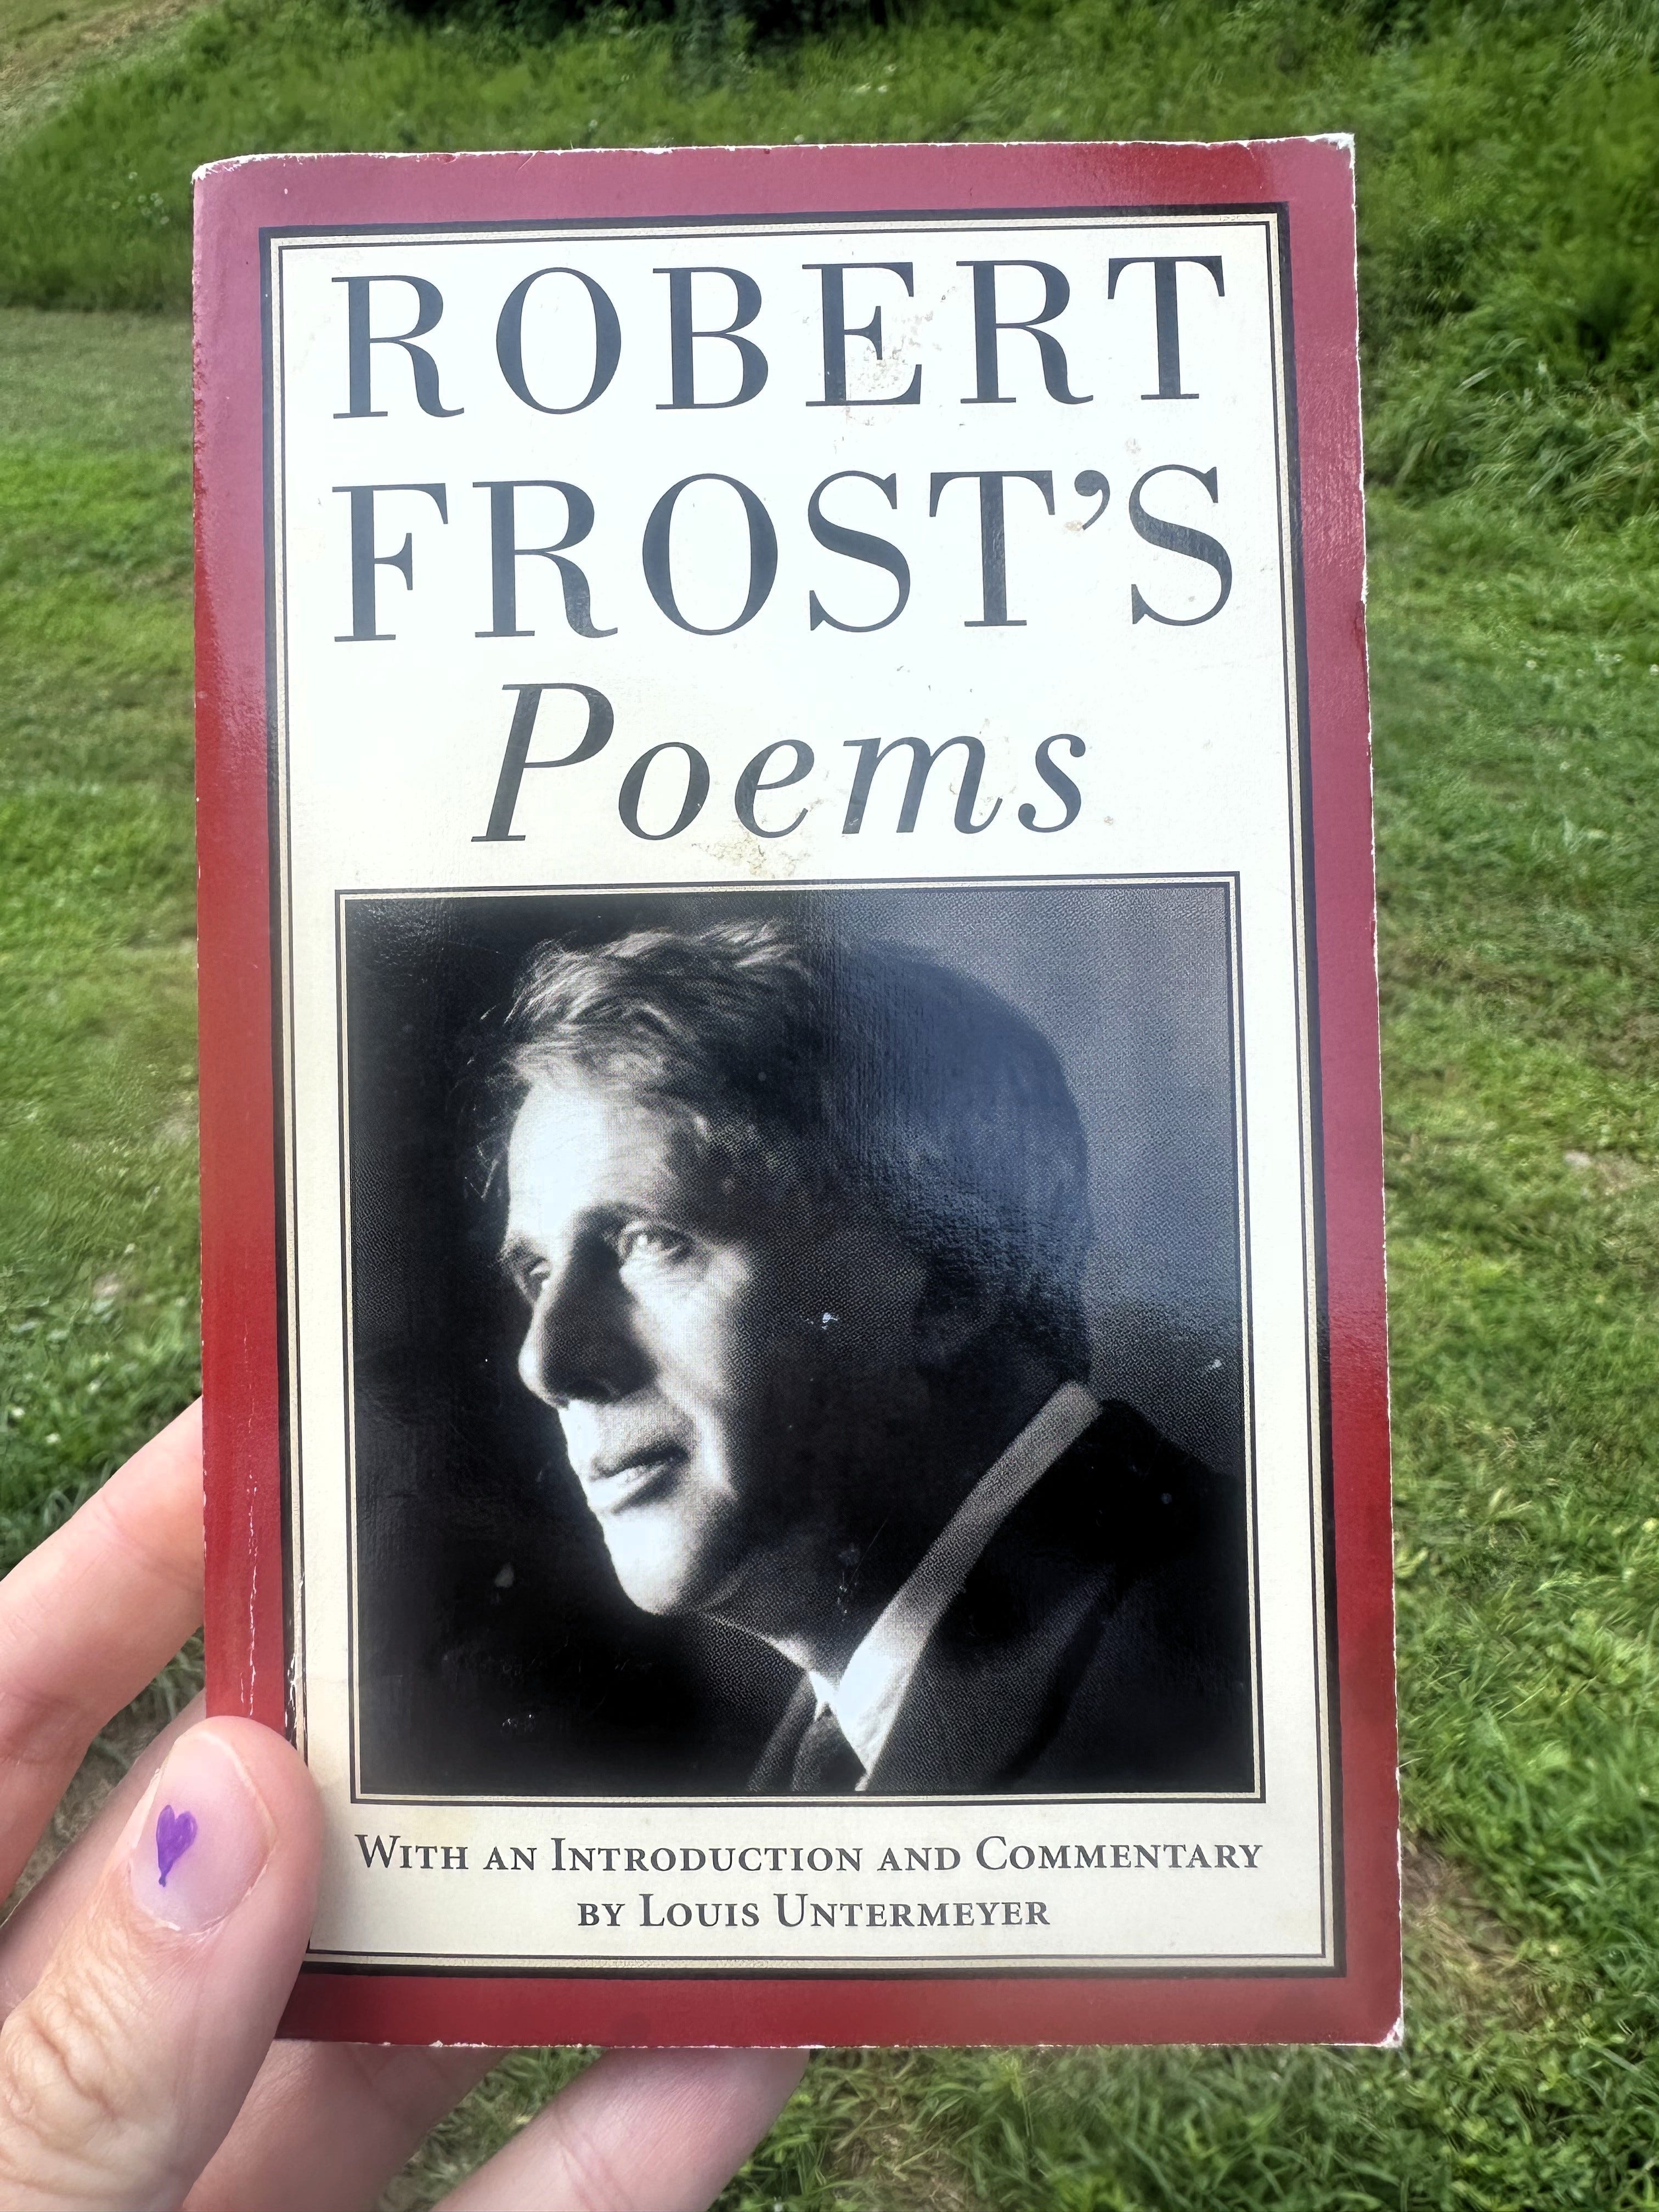 ROBERT
FROST'S
Poems
WITH AN INTRODUCTION AND COMMENTARY
BY LOUIS UNTERMEYER